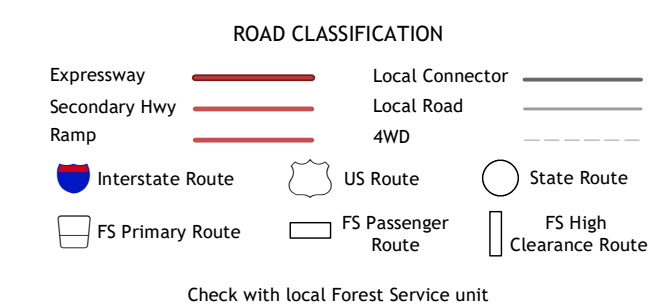 ROAD CLASSIFICATION
Expressway
Local Connector
Secondary Hwy
Local Road
Ramp
4WD
Interstate Route
US Route
State Route
FS Primary Route
FS Passenger
Route
FS High
Clearance Route
Check with local Forest Service unit